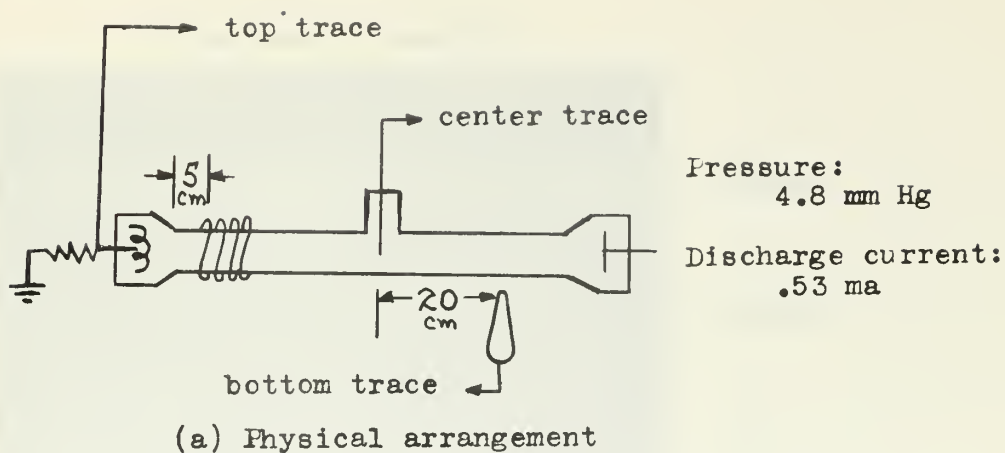 top trace
center trace
5
cm
Pressure:
4.8 mm Hg
Discharge current:
.53 ma
20
cm
bottom trace
(a) Physical arrangement